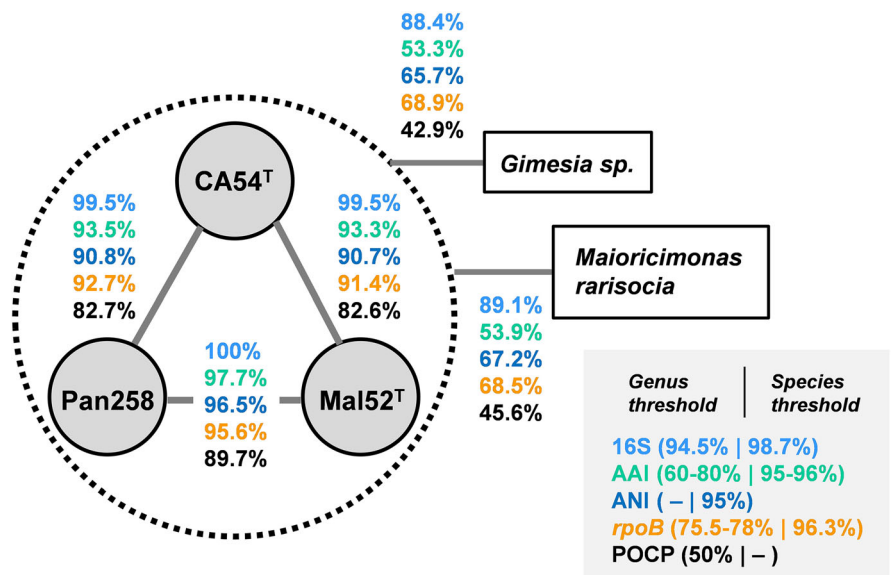 88.4%
53.3%
65.7%
68.9%
42.9%
Gimesia sp.
CA54ᵀ
99.5%
93.5%
90.8%
92.7%
82.7%
99.5%
93.3%
90.7%
91.4%
82.6%
Maioricimonas
rarisocia
89.1%
53.9%
67.2%
68.5%
45.6%
Pan258
100%
97.7%
96.5%
95.6%
89.7%
Mal52ᵀ
Genus | Species
threshold threshold
16S (94.5% | 98.7%)
AAI (60-80% | 95-96%)
ANI ( – | 95%)
rpoB (75.5-78% | 96.3%)
POCP (50% | – )